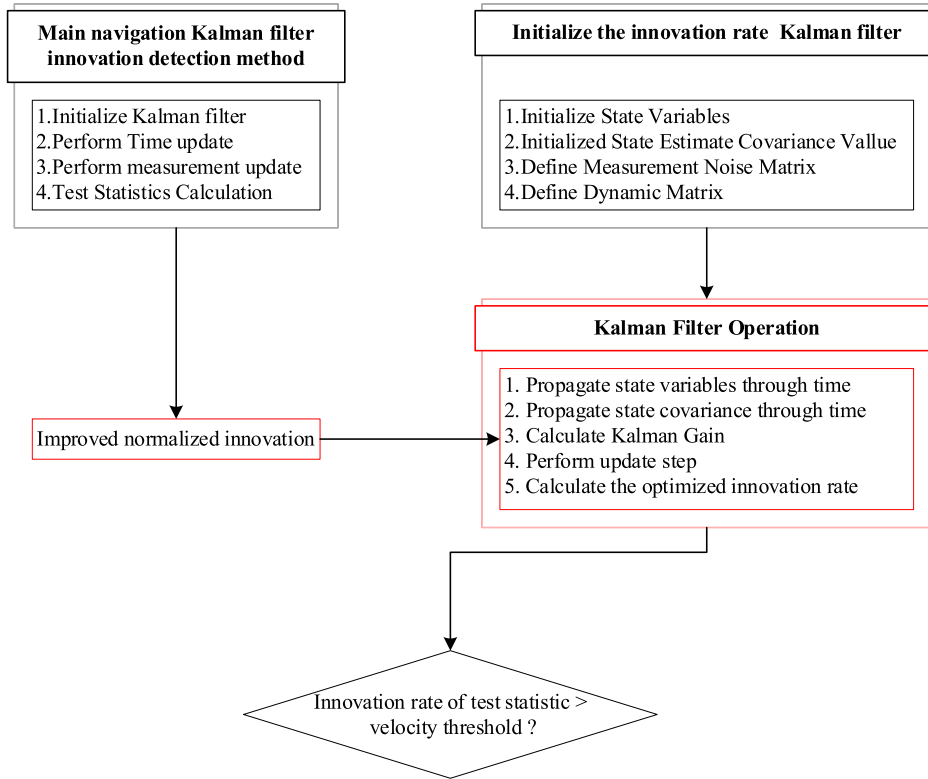 Main navigation Kalman filter
innovation detection method
1.Initialize Kalman filter
2.Perform Time update
3.Perform measurement update
4.Test Statistics Calculation
Initialize the innovation rate  Kalman filter
1.Initialize State Variables
2.Initialized State Estimate Covariance Vallue
3.Define Measurement Noise Matrix
4.Define Dynamic Matrix
Kalman Filter Operation
1. Propagate state variables through time
2. Propagate state covariance through time
3. Calculate Kalman Gain
4. Perform update step
5. Calculate the optimized innovation rate
Improved normalized innovation
Innovation rate of test statistic >
velocity threshold ?